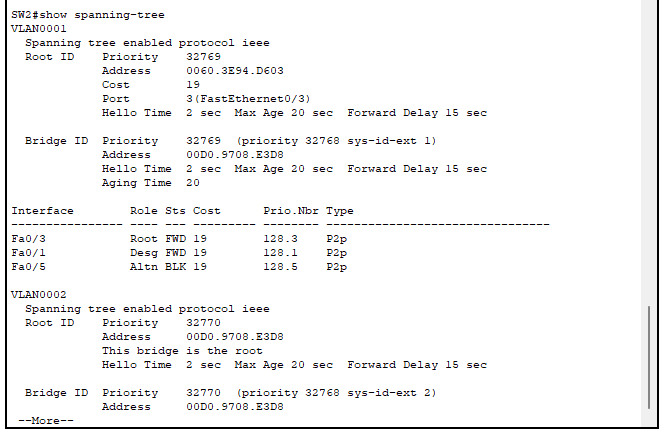 SW2#show spanning-tree
VLAN0001
  Spanning tree enabled protocol ieee
  Root ID    Priority    32769
             Address     0060.3E94.D603
             Cost        19
             Port        3(FastEthernet0/3)
             Hello Time  2 sec  Max Age 20 sec  Forward Delay 15 sec

  Bridge ID  Priority    32769  (priority 32768 sys-id-ext 1)
             Address     00D0.9708.E3D8
             Hello Time  2 sec  Max Age 20 sec  Forward Delay 15 sec
             Aging Time  20

Interface        Role Sts Cost      Prio.Nbr Type
---------------- ---- --- --------- -------- --------------------------------
Fa0/3            Root FWD 19        128.3    P2p
Fa0/1            Desg FWD 19        128.1    P2p
Fa0/5            Altn BLK 19        128.5    P2p

VLAN0002
  Spanning tree enabled protocol ieee
  Root ID    Priority    32770
             Address     00D0.9708.E3D8
             This bridge is the root
             Hello Time  2 sec  Max Age 20 sec  Forward Delay 15 sec

  Bridge ID  Priority    32770  (priority 32768 sys-id-ext 2)
             Address     00D0.9708.E3D8
 --More--